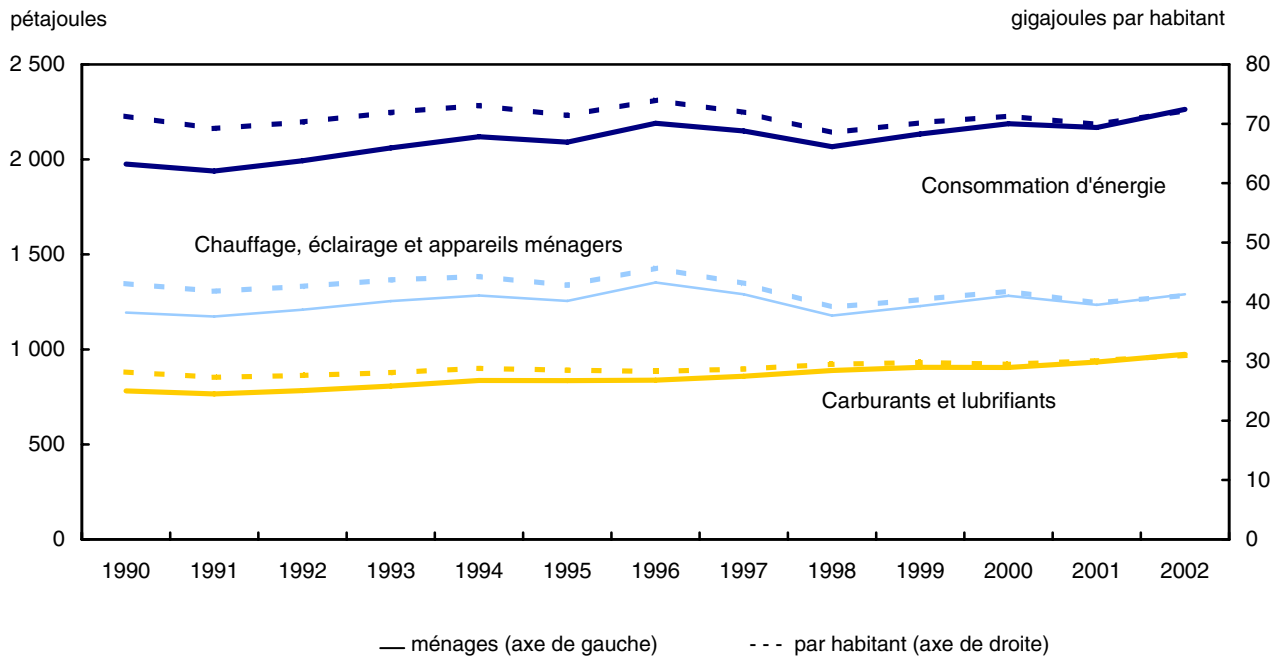 pétajoules
gigajoules par habitant
2 500
80
70
2 000
60
Consommation d'énergie
1 500
Chauffage, éclairage et appareils ménagers
50
40
1 000
30
Carburants et lubrifiants
500
20
10
0
0
1990 1991 1992 1993 1994 1995 1996 1997 1998 1999 2000 2001 2002
ménages (axe de gauche)
par habitant (axe de droite)